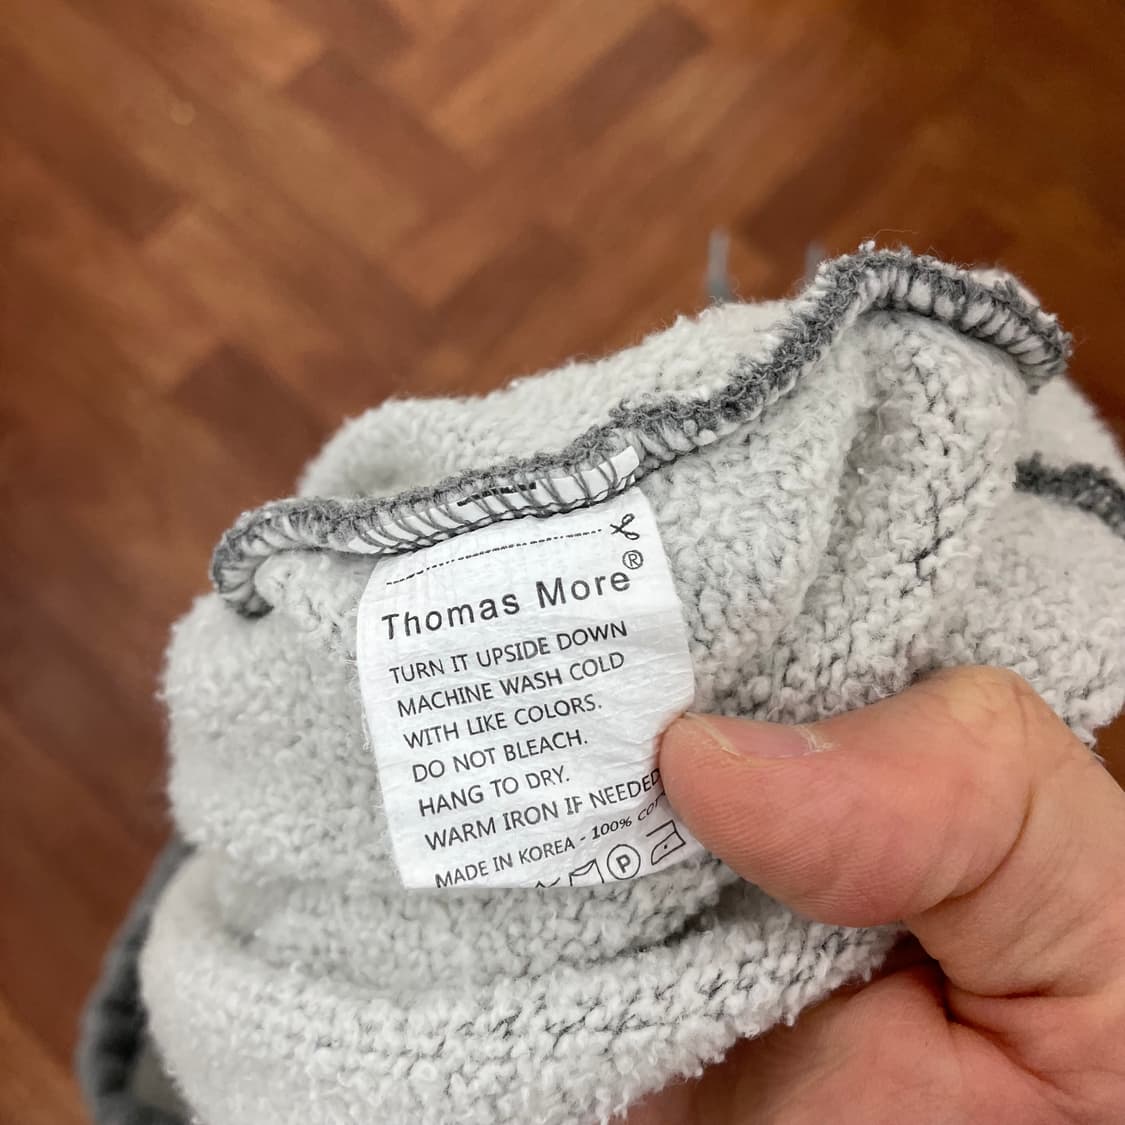 Thomas More®
TURN IT UPSIDE DOWN
MACHINE WASH COLD
WITH LIKE COLORS.
DO NOT BLEACH.
HANG TO DRY.
WARM IRON IF NEEDED
MADE IN KOREA - 100%
P